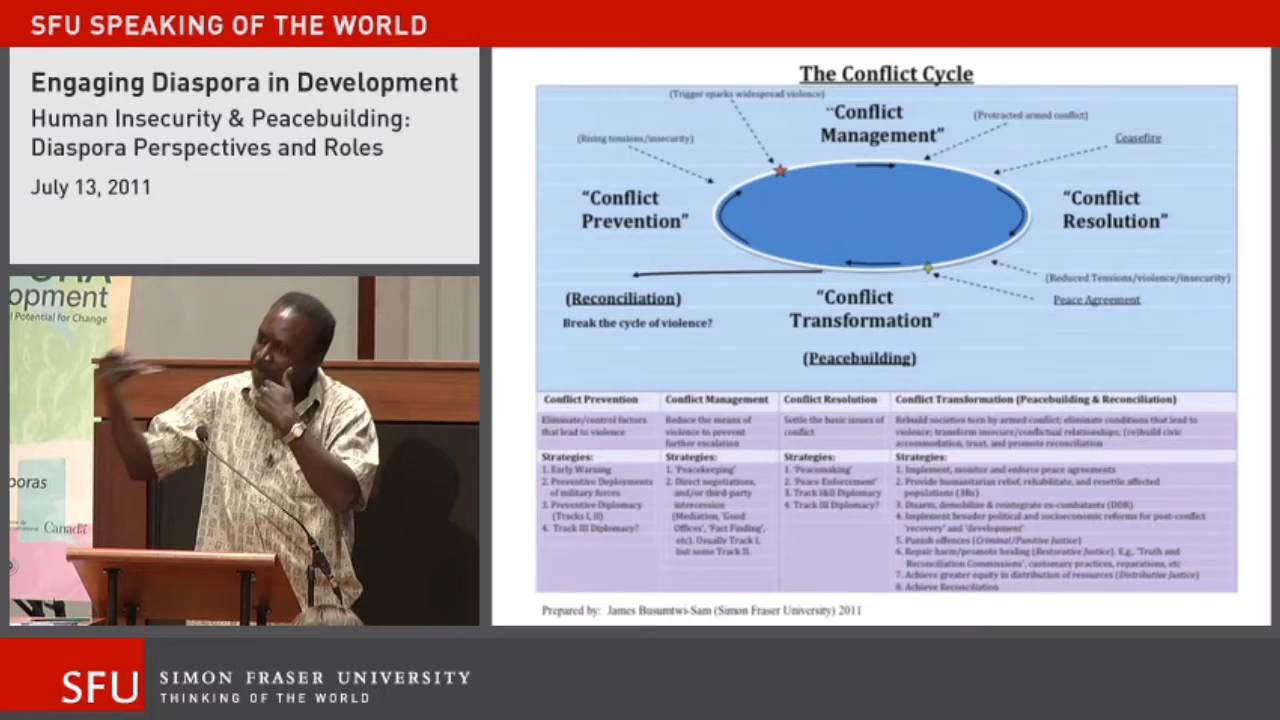 SFU SPEAKING OF THE WORLD
Engaging Diaspora in Development
Human Insecurity & Peacebuilding:
Diaspora Perspectives and Roles
July 13, 2011
opment
l Potential for Change
poras
Canada
SFU
SIMON FRASER UNIVERSITY
THINKING OF THE WORLD
The Conflict Cycle
(Trigger sparks widespread violence)
"Conflict
Management"
(Protracted armed conflict)
(Rising tensions/insecurity)
Ceasefire
"Conflict
Prevention"
"Conflict
Resolution"
(Reduced Tensions/violence/insecurity)
Peace Agreement
(Reconciliation)
Break the cycle of violence?
"Conflict
Transformation"
(Peacebuilding)
Conflict Prevention
Eliminate/control factors
that lead to violence
Strategies:
1. Early Warning
2. Preventive Deployments
of military forces
3. Preventive Diplomacy
(Tracks I, II)
4. Track III Diplomacy?
Conflict Management
Reduce the means of
violence to prevent
further escalation
Strategies:
1. 'Peacekeeping'
2. Direct negotiations,
and/or third-party
intercession
(Mediation, 'Good
Offices', 'Fact Finding',
etc). Usually Track I,
but some Track II.
Conflict Resolution
Settle the basic issues of
conflict
Strategies:
1. 'Peacemaking'
2. 'Peace Enforcement'
3. Track I&II Diplomacy
4. Track III Diplomacy?
Conflict Transformation (Peacebuilding & Reconciliation)
Rebuild societies torn by armed conflict; eliminate conditions that lead to
violence; transform insecure/conflictual relationships; (re)build civic
accommodation, trust, and promote reconciliation
Strategies:
1. Implement, monitor and enforce peace agreements
2. Provide humanitarian relief, rehabilitate, and resettle affected
populations (3Rs)
3. Disarm, demobilize & reintegrate ex-combatants (DDR)
4. Implement broader political and socioeconomic reforms for post-conflict
'recovery' and 'development'
5. Punish offences (Criminal/Punitive Justice)
6. Repair harm/promote healing (Restorative Justice). E.g., 'Truth and
Reconciliation Commissions', customary practices, reparations, etc
7. Achieve greater equity in distribution of resources (Distributive Justice)
8. Achieve Reconciliation
Prepared by: James Busumtwi-Sam (Simon Fraser University) 2011